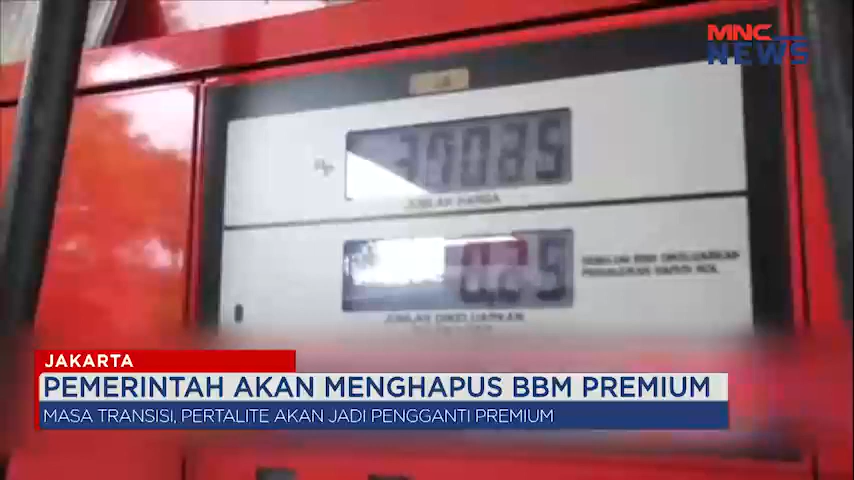 MNC
NEWS
Rp
JUMLAH HARGA
JUMLAH DIKELUARKAN
JAKARTA
PEMERINTAH AKAN MENGHAPUS BBM PREMIUM
MASA TRANSISI, PERTALITE AKAN JADI PENGGANTI PREMIUM